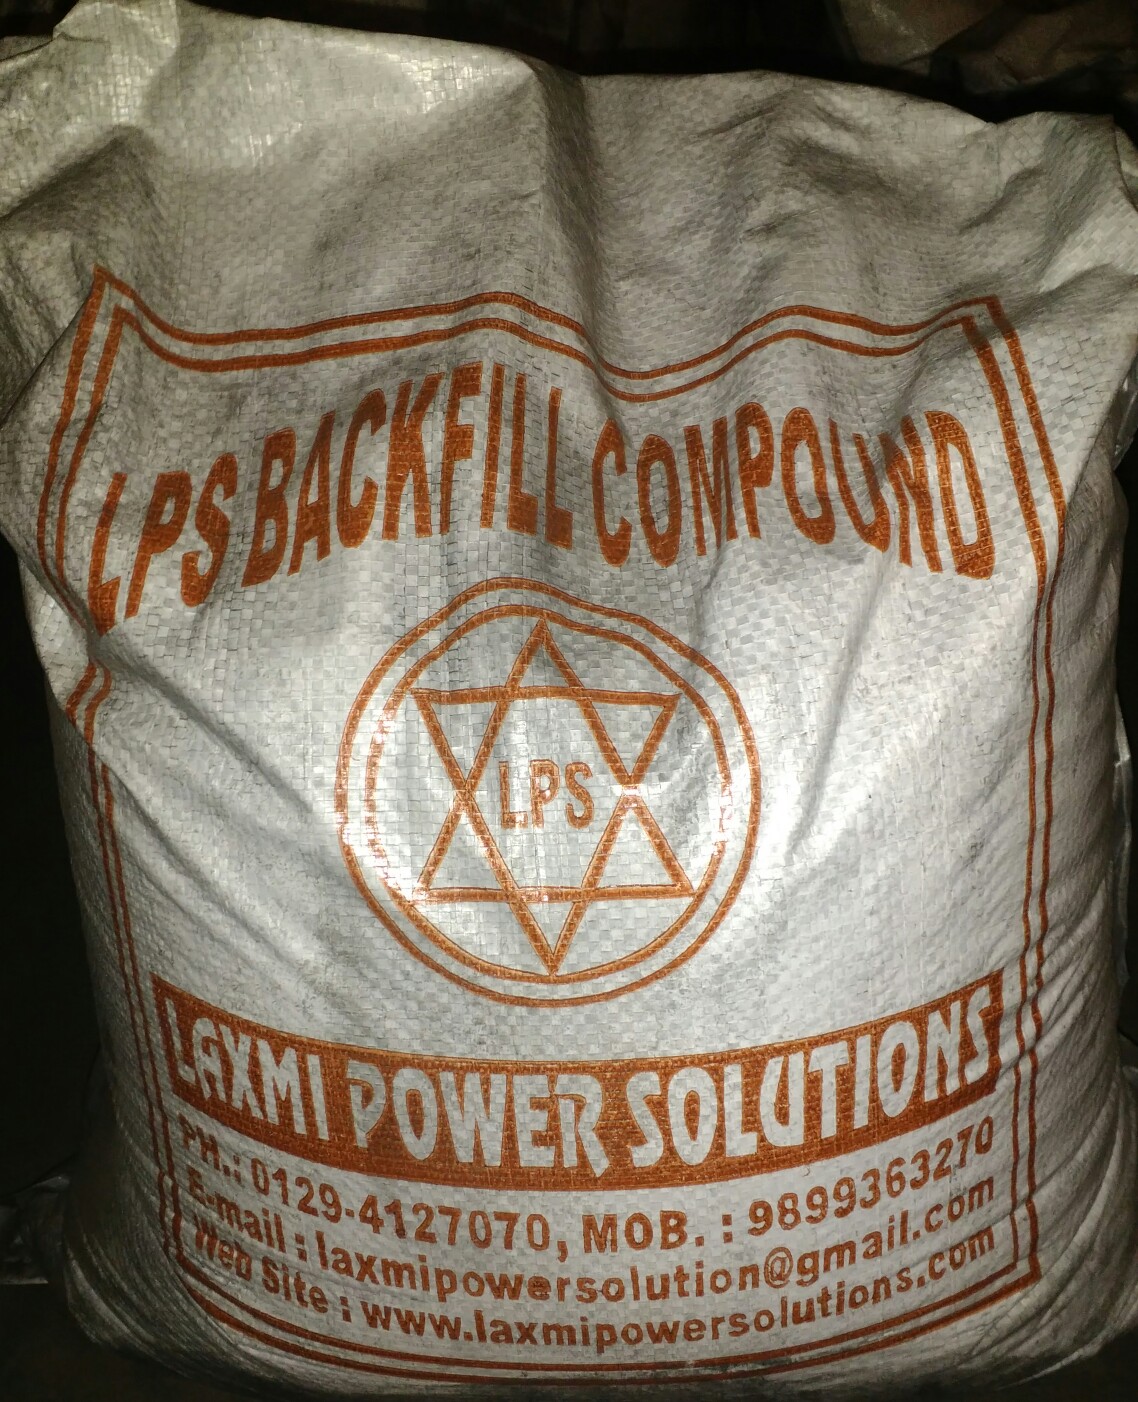 LPS BACKFILL COMPOUND
LPS
LAXMI POWER SOLUTIONS
PH.: 0129-4127070, MOB. : 9899363270
E-mail : laxmipowersolution@gmail.com
Web Site : www.laxmipowersolutions.com